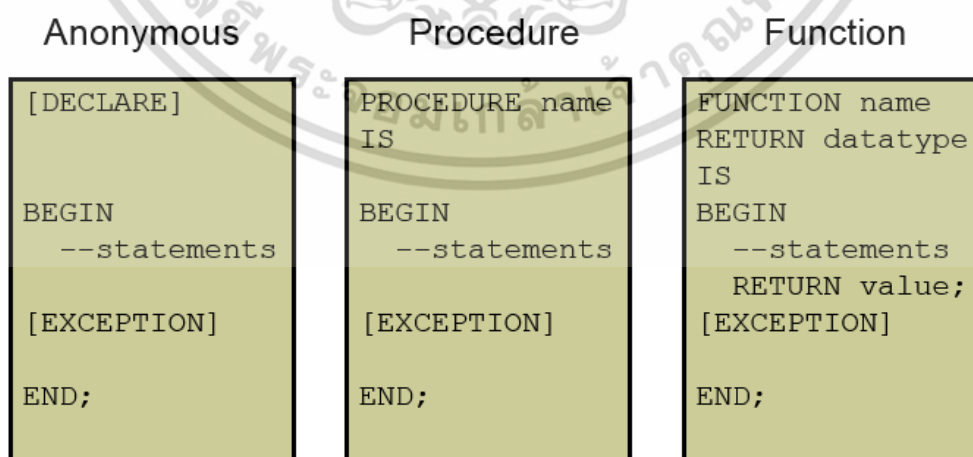 Anonymous
[DECLARE]
BEGIN
--statements
[EXCEPTION]
END;
Procedure
PROCEDURE name
IS
BEGIN
--statements
[EXCEPTION]
END;
Function
FUNCTION name
RETURN datatype
IS
BEGIN
--statements
RETURN value;
[EXCEPTION]
END;